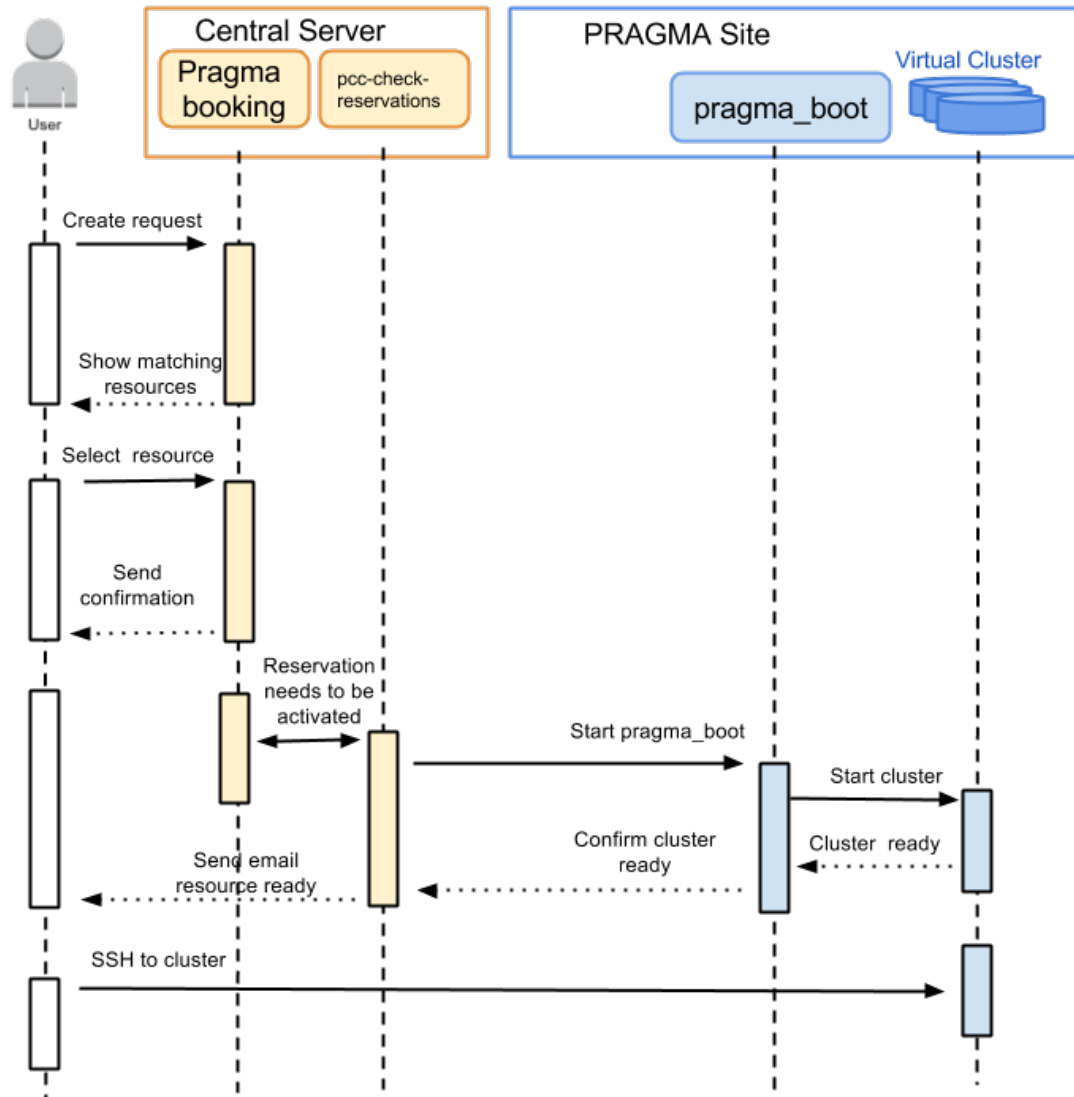 Central Server
PRAGMA Site
Pragma
booking
pcc-check-
reservations
pragma_boot
Virtual Cluster
User
Create request
Show matching
resources
Select resource
Send
confirmation
Reservation
needs to be
activated
Start pragma_boot
Start cluster
Confirm cluster
ready
Cluster ready
Send email
resource ready
SSH to cluster